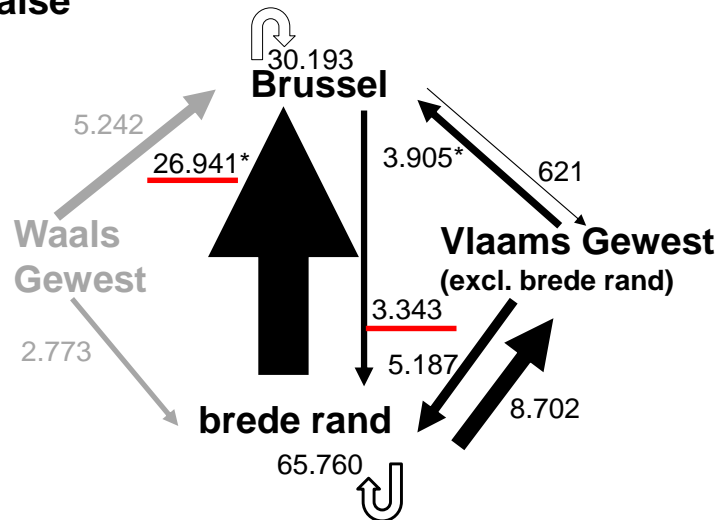 30.193
Brussel
5.242
26.941*
3.905*
621
Waals
Gewest
Vlaams Gewest
(excl. brede rand)
3.343
2.773
5.187
8.702
brede rand
65.760